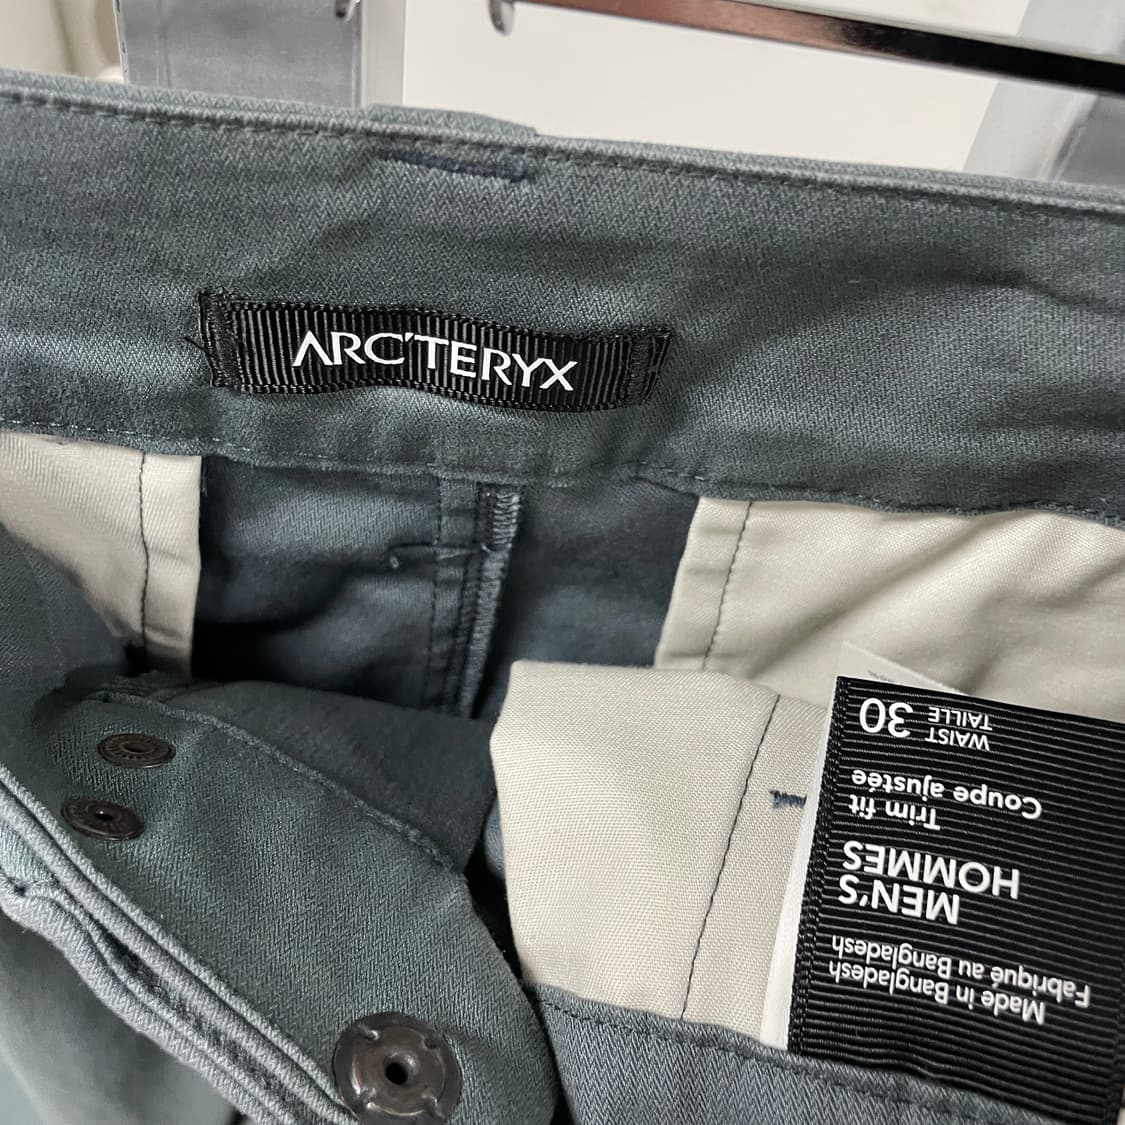 ARC'TERYX
Made in Bangladesh
Fabriqué au Bangladesh
MEN'S
HOMMES
Trim fit
Coupe ajustée
WAIST
TAILLE
30